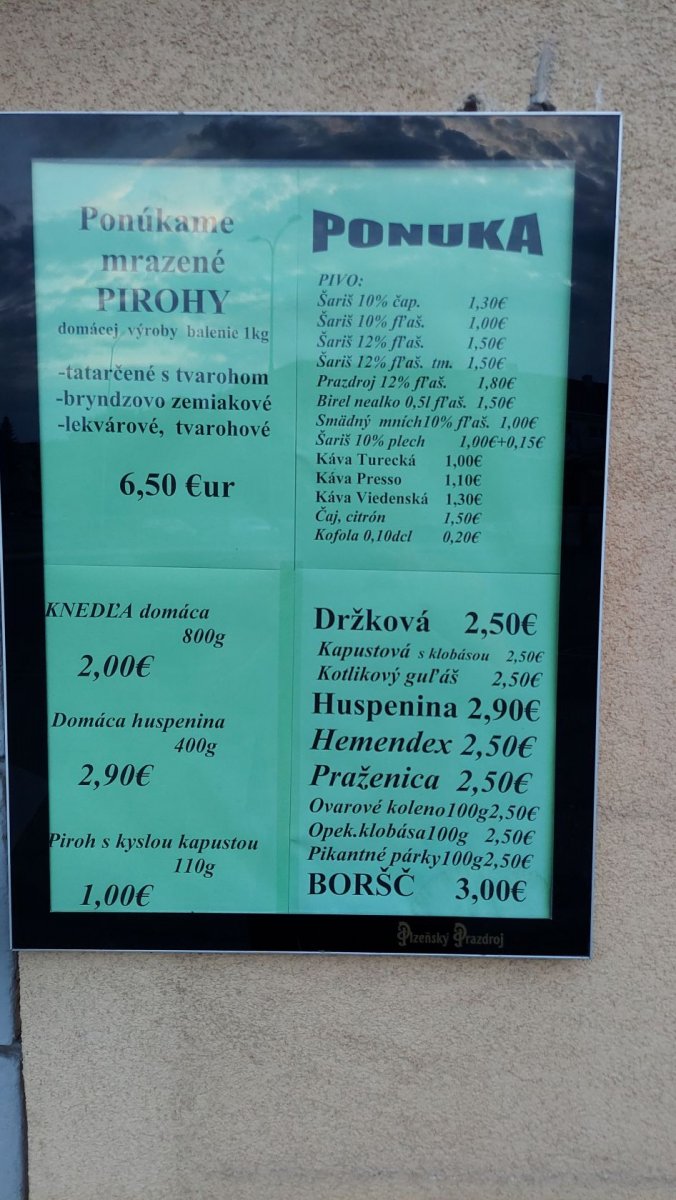 Ponúkame
mrazené
PIROHY
domácej výroby balenie 1kg
-tatarčené s tvarohom
-bryndzovo zemiakové
-lekvárové, tvarohové
6,50 €ur
PONUKA
PIVO:
Šariš 10% čap. 1,30€
Šariš 10% fľaš. 1,00€
Šariš 12% fľaš. 1,50€
Šariš 12% fľaš. tm. 1,50€
Prazdroj 12% fľaš. 1,80€
Birel nealko 0,5l fľaš. 1,50€
Smädný mních10% fľaš. 1,00€
Šariš 10% plech 1,00€+0,15€
Káva Turecká 1,00€
Káva Presso 1,10€
Káva Viedenská 1,30€
Čaj, citrón 1,50€
Kofola 0,10dcl 0,20€
KNEDĽA domáca
800g
2,00€
Domáca huspenina
400g
2,90€
Piroh s kyslou kapustou
110g
1,00€
Držková 2,50€
Kapustová s klobásou 2,50€
Kotlikový guľáš 2,50€
Huspenina 2,90€
Hemendex 2,50€
Praženica 2,50€
Ovarové koleno100g2,50€
Opek.klobása100g 2,50€
Pikantné párky100g2,50€
BORŠČ 3,00€
Plzeňský Prazdroj